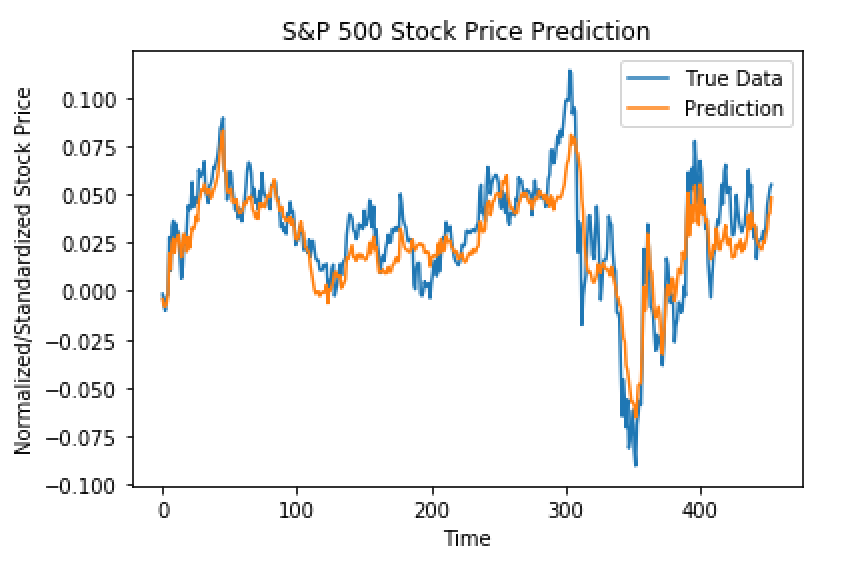 S&P 500 Stock Price Prediction
True Data
Prediction
Normalized/Standardized Stock Price
0.100
0.075
0.050
0.025
0.000
−0.025
−0.050
−0.075
−0.100
0
100
200
300
400
Time